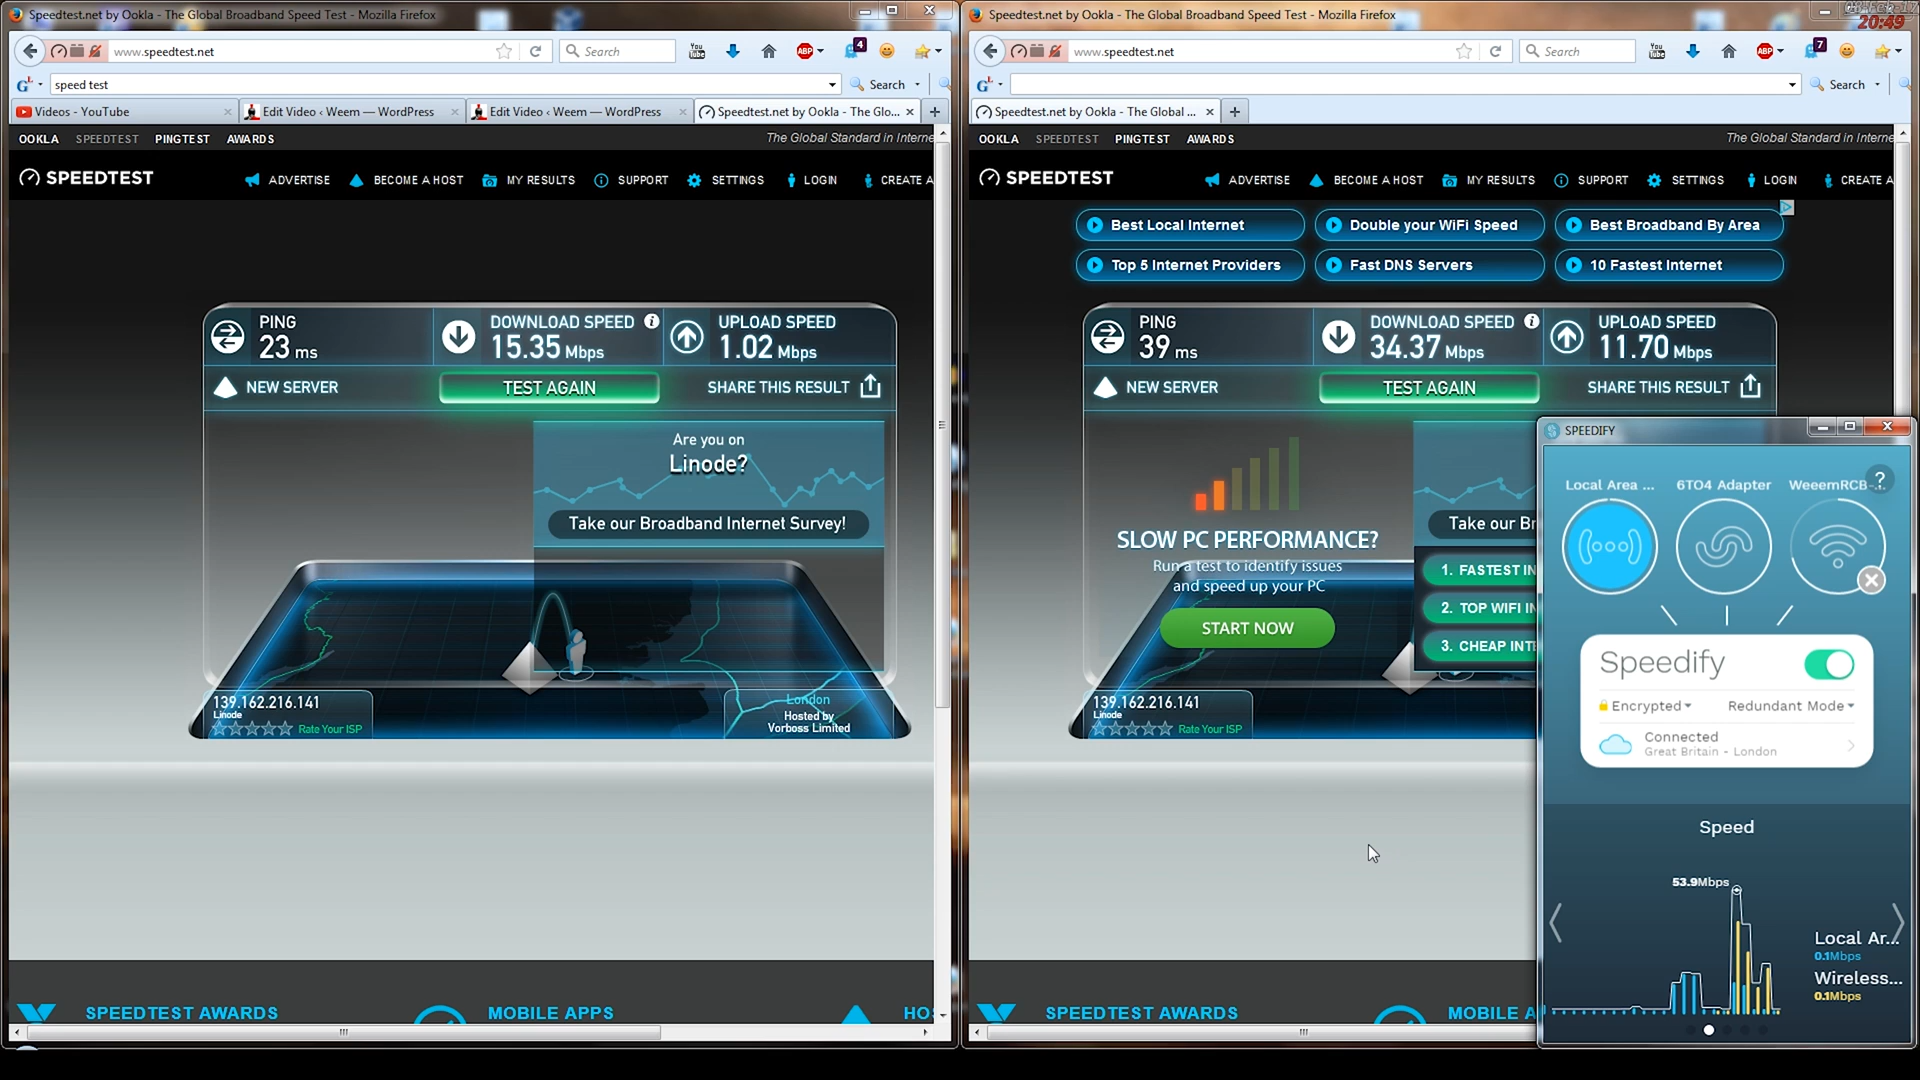 Speedtest.net by Ookla - The Global Broadband Speed Test - Mozilla Firefox
www.speedtest.net
Search
ABP
4
speed test
Search
Videos - YouTube
Edit Video ‹ Weem — WordPress
Edit Video ‹ Weem — WordPress
Speedtest.net by Ookla - The Glo...
OOKLA SPEEDTEST PINGTEST AWARDS
The Global Standard in Interne
SPEEDTEST
ADVERTISE
BECOME A HOST
MY RESULTS
SUPPORT
SETTINGS
LOGIN
CREATE A
PING
23 ms
DOWNLOAD SPEED
15.35 Mbps
UPLOAD SPEED
1.02 Mbps
NEW SERVER
TEST AGAIN
SHARE THIS RESULT
Are you on
Linode?
Take our Broadband Internet Survey!
139.162.216.141
Linode
Rate Your ISP
London
Hosted by
Vorboss Limited
SPEEDTEST AWARDS
MOBILE APPS
HO
Speedtest.net by Ookla - The Global Broadband Speed Test - Mozilla Firefox
20:49
www.speedtest.net
Search
You
Tube
ABP
7
Search
Speedtest.net by Ookla - The Global ...
OOKLA SPEEDTEST PINGTEST AWARDS
The Global Standard in Interne
SPEEDTEST
ADVERTISE
BECOME A HOST
MY RESULTS
SUPPORT
SETTINGS
LOGIN
CREATE A
Best Local Internet
Double your WiFi Speed
Best Broadband By Area
Top 5 Internet Providers
Fast DNS Servers
10 Fastest Internet
PING
39 ms
DOWNLOAD SPEED
34.37 Mbps
UPLOAD SPEED
11.70 Mbps
NEW SERVER
TEST AGAIN
SHARE THIS RESULT
SLOW PC PERFORMANCE?
Run a test to identify issues
and speed up your PC
START NOW
Take our Br
1. FASTEST IN
2. TOP WIFI IN
3. CHEAP INTE
139.162.216.141
Linode
Rate Your ISP
SPEEDTEST AWARDS
MOBILE A
SPEEDIFY
?
Local Area ...
6TO4 Adapter
WeeemRCB-...
Speedify
Encrypted
Redundant Mode
Connected
Great Britain - London
Speed
53.9Mbps
Local Ar...
0.1Mbps
Wireless...
0.1Mbps